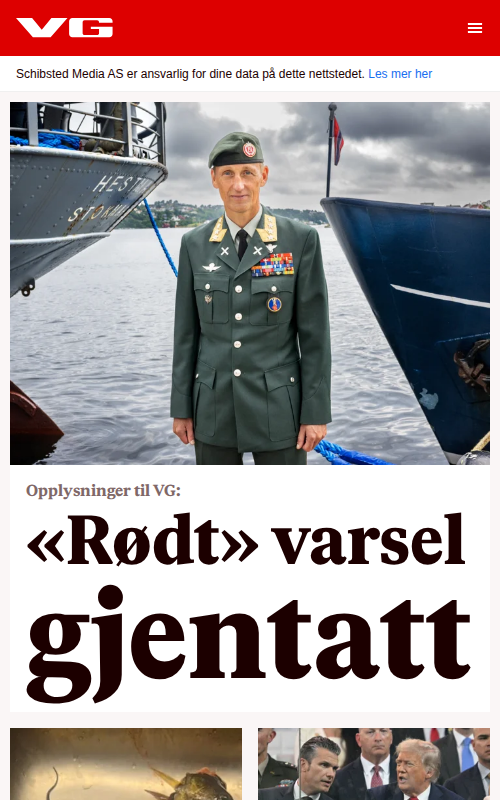 VG
Schibsted Media AS er ansvarlig for dine data på dette nettstedet. Les mer her
HEST
Opplysninger til VG:
«Rødt» varsel
gjentatt